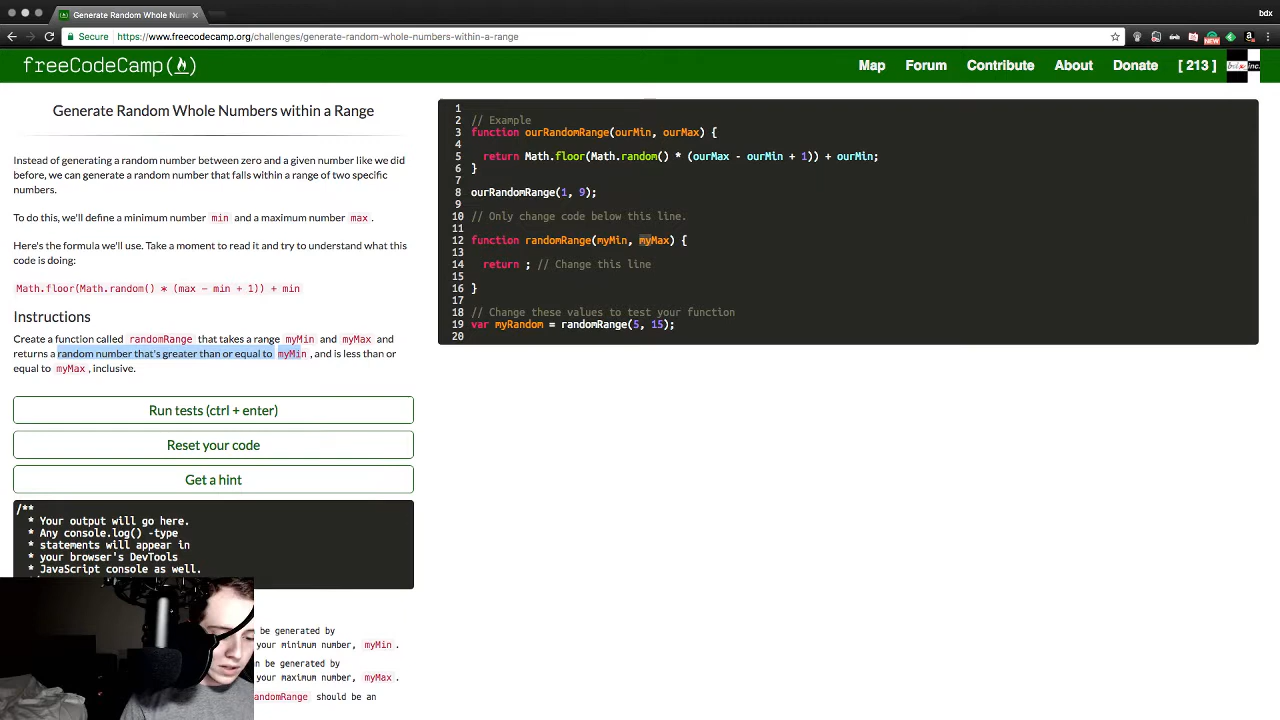 Generate Random Whole Num
bdx
Secure
https://www.freecodecamp.org/challenges/generate-random-whole-numbers-within-a-range
NEW
freeCodeCamp
Map
Forum
Contribute
About
Donate
[ 213 ]
Generate Random Whole Numbers within a Range
Instead of generating a random number between zero and a given number like we did
before, we can generate a random number that falls within a range of two specific
numbers.
To do this, we'll define a minimum number min and a maximum number max .
Here's the formula we'll use. Take a moment to read it and try to understand what this
code is doing:
Math.floor(Math.random() * (max - min + 1)) + min
Instructions
Create a function called randomRange that takes a range myMin and myMax and
returns a random number that's greater than or equal to myMin , and is less than or
equal to myMax , inclusive.
Run tests (ctrl + enter)
Reset your code
Get a hint
/**
* Your output will go here.
* Any console.log() -type
* statements will appear in
* your browser's DevTools
* JavaScript console as well.
be generated by
your minimum number, myMin .
n be generated by
your maximum number, myMax .
andomRange should be an
1
2 // Example
3 function ourRandomRange(ourMin, ourMax) {
4
5 return Math.floor(Math.random() * (ourMax - ourMin + 1)) + ourMin;
6 }
7
8 ourRandomRange(1, 9);
9
10 // Only change code below this line.
11
12 function randomRange(myMin, myMax) {
13
14 return ; // Change this line
15
16 }
17
18 // Change these values to test your function
19 var myRandom = randomRange(5, 15);
20